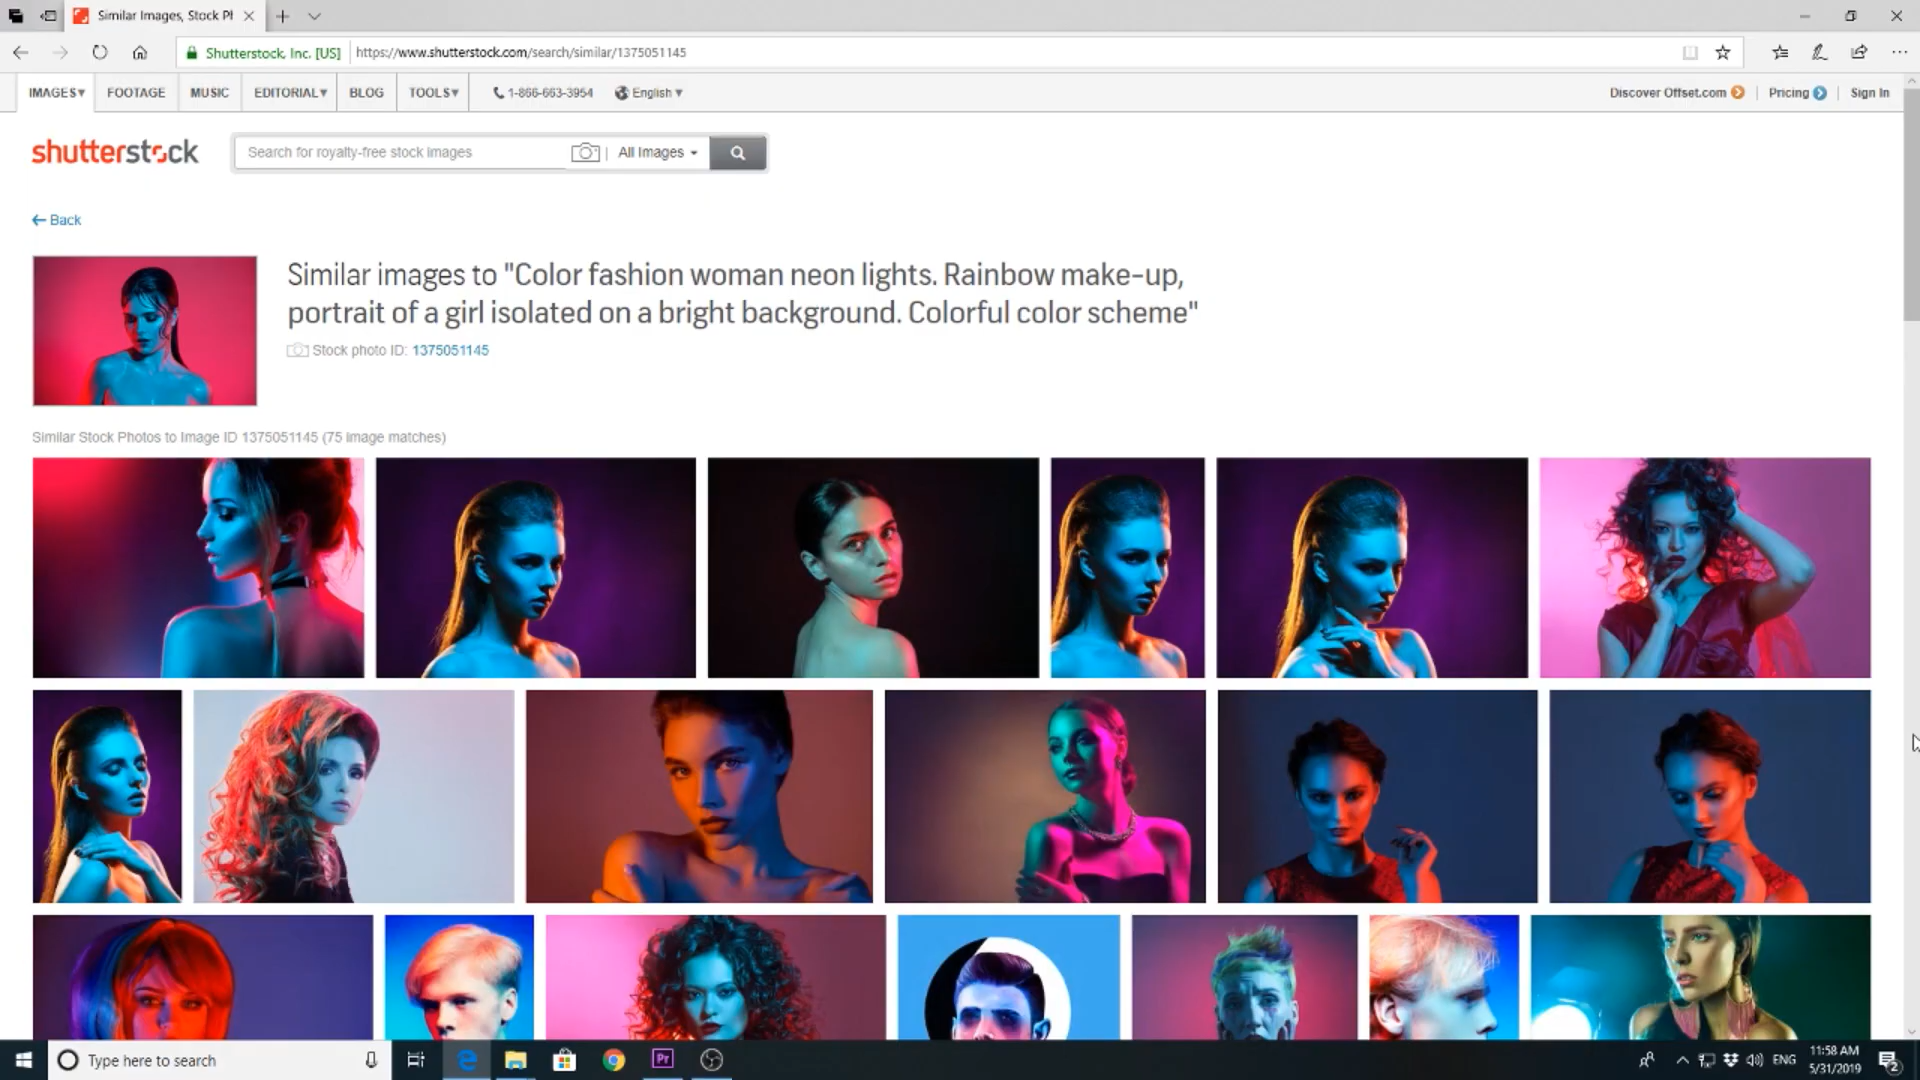 Similar Images, Stock Ph
Shutterstock, Inc. [US] https://www.shutterstock.com/search/similar/1375051145
IMAGES▾ FOOTAGE MUSIC EDITORIAL▾ BLOG TOOLS▾ 1-866-663-3954 English ▾ Discover Offset.com | Pricing | Sign In
shutterstock Search for royalty-free stock images | All Images
← Back
Similar images to "Color fashion woman neon lights. Rainbow make-up,
portrait of a girl isolated on a bright background. Colorful color scheme"
Stock photo ID: 1375051145
Similar Stock Photos to Image ID 1375051145 (75 image matches)
Type here to search Pr ENG 11:58 AM
5/31/2019 2